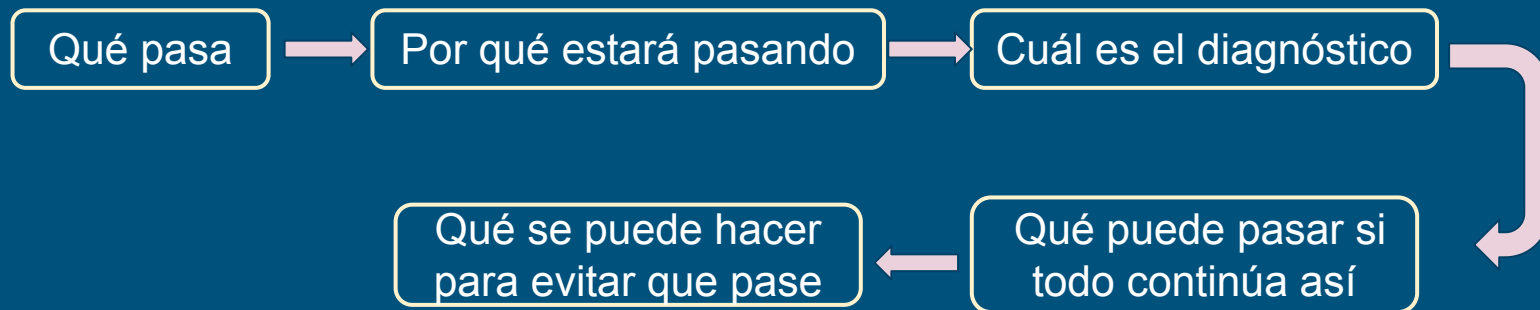 Qué pasa
Por qué estará pasando
Cuál es el diagnóstico
Qué puede pasar si
todo continúa así
Qué se puede hacer
para evitar que pase